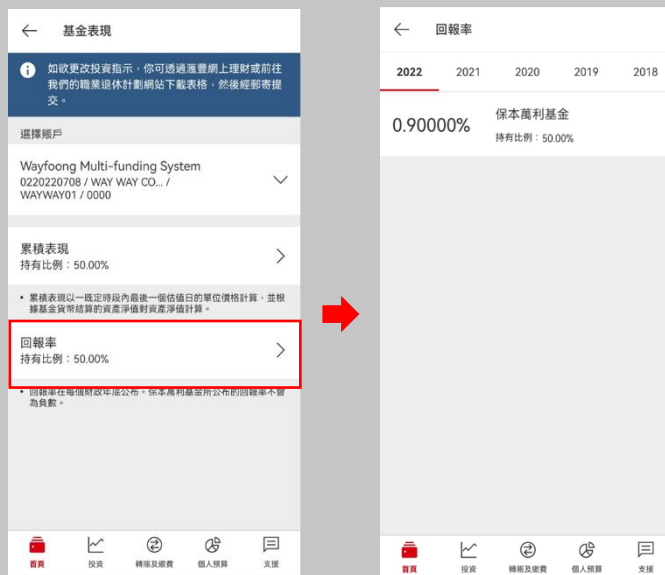 基金表現
如欲更改投資指示，你可透過滙豐網上理財或前往
我們的職業退休計劃網站下載表格，然後經郵寄提
交。
選擇賬戶
Wayfoong Multi-funding System
0220220708 / WAY WAY CO... /
WAYWAY01 / 0000
累積表現
持有比例：50.00%
• 累積表現以一既定時段內最後一個估值日的單位價格計算，並根
據基金貨幣結算的資產淨值對資產淨值計算。
回報率
持有比例：50.00%
• 回報率在每個財政年底公布。保本萬利基金所公布的回報率不會
為負數。
首頁 投資 轉賬及繳費 個人預算 支援
回報率
2022 2021 2020 2019 2018
0.90000%
保本萬利基金
持有比例：50.00%
首頁 投資 轉賬及繳費 個人預算 支援